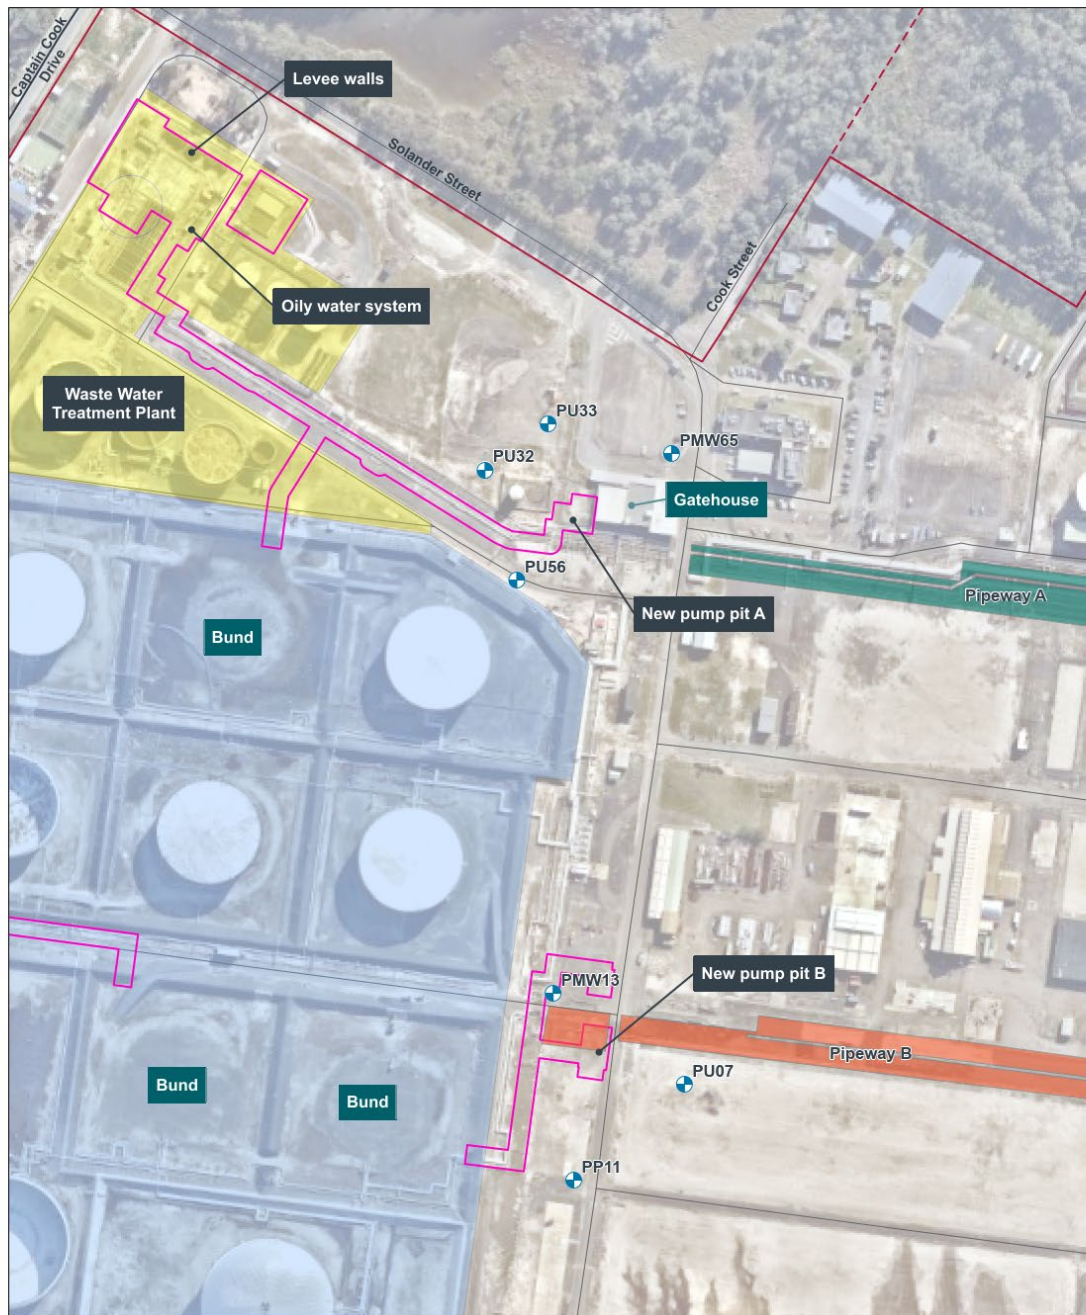 Captain Cook
Drive
Levee walls
Solander Street
Cook Street
Oily water system
Waste Water
Treatment Plant
PU33
PMW65
PU32
Gatehouse
PU56
Pipeway A
New pump pit A
Bund
New pump pit B
PMW13
Pipeway B
PU07
Bund
Bund
PP11